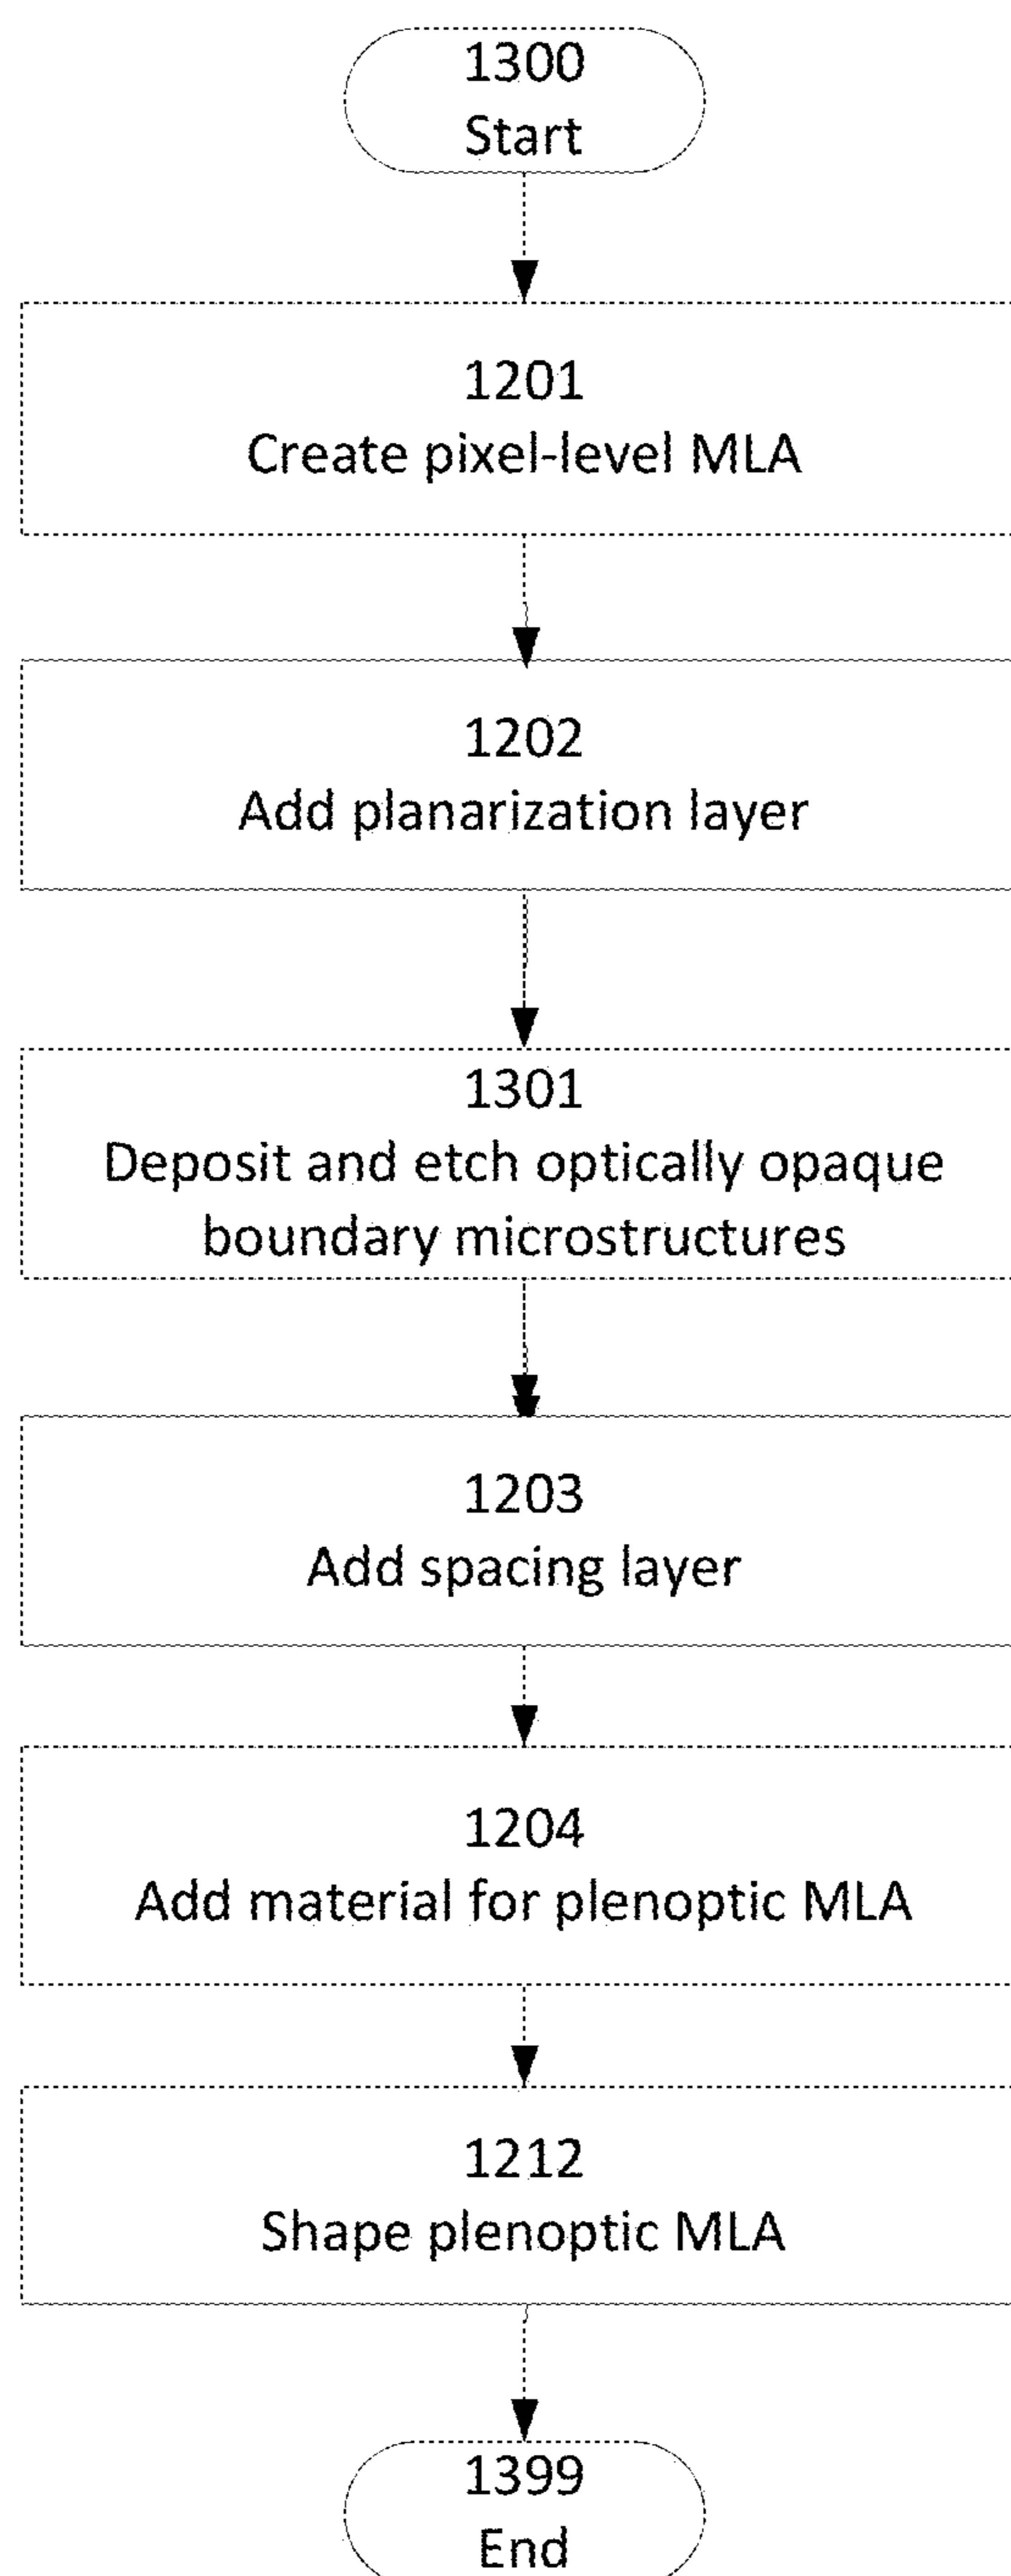 1300
Start
1201
Create pixel-level MLA
1202
Add planarization layer
1301
Deposit and etch optically opaque
boundary microstructures
1203
Add spacing layer
1204
Add material for plenoptic MLA
1212
Shape plenoptic MLA
1399
End